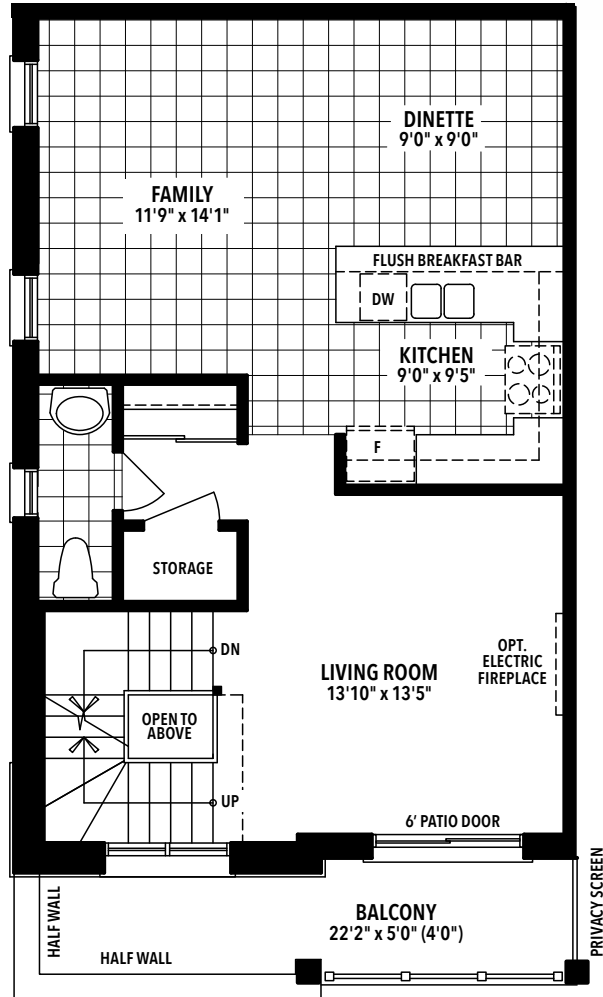 DINETTE
9'0" x 9'0"
FAMILY
11'9" x 14'1"
FLUSH BREAKFAST BAR
DW
KITCHEN
9'0" x 9'5"
F
STORAGE
DN
OPEN TO
ABOVE
UP
LIVING ROOM
13'10" x 13'5"
OPT.
ELECTRIC
FIREPLACE
6' PATIO DOOR
HALF WALL
HALF WALL
BALCONY
22'2" x 5'0" (4'0")
PRIVACY SCREEN